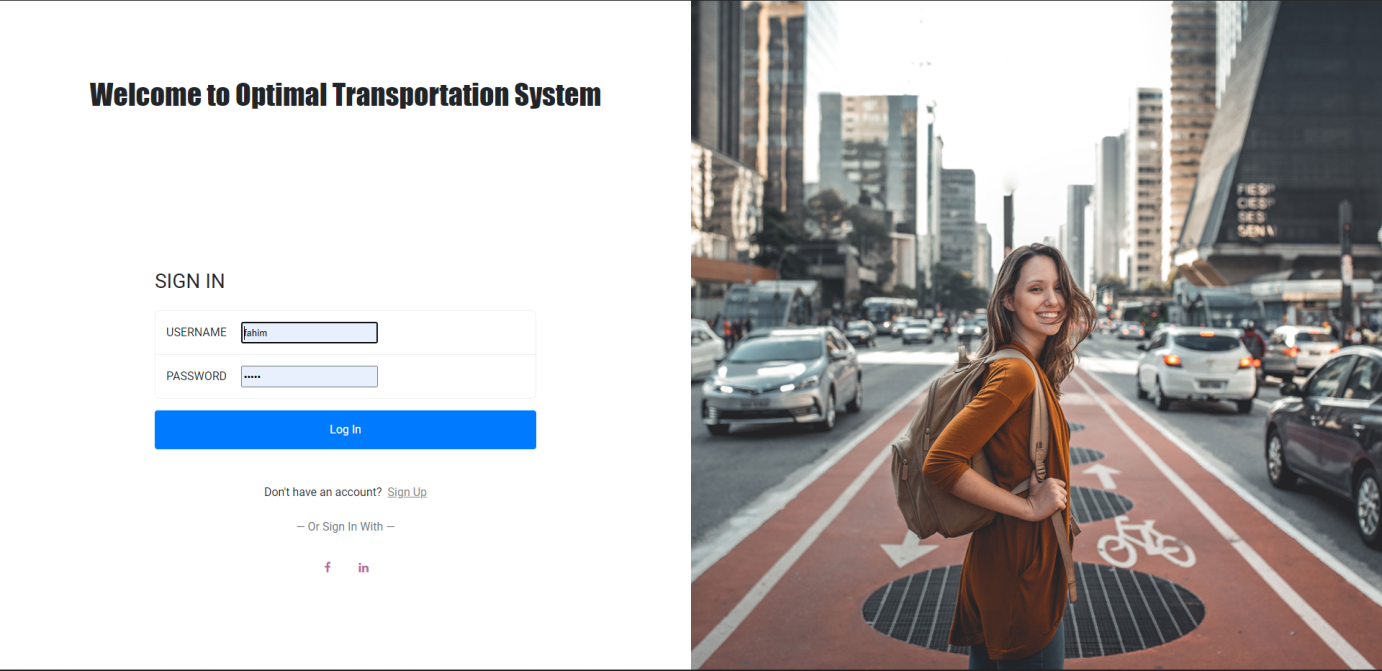 Welcome to Optimal Transportation System
SIGN IN
USERNAME fahim
PASSWORD •••••
Log In
Don't have an account? Sign Up
— Or Sign In With —
f in
FIESP
CIESP
SESI
SENAI